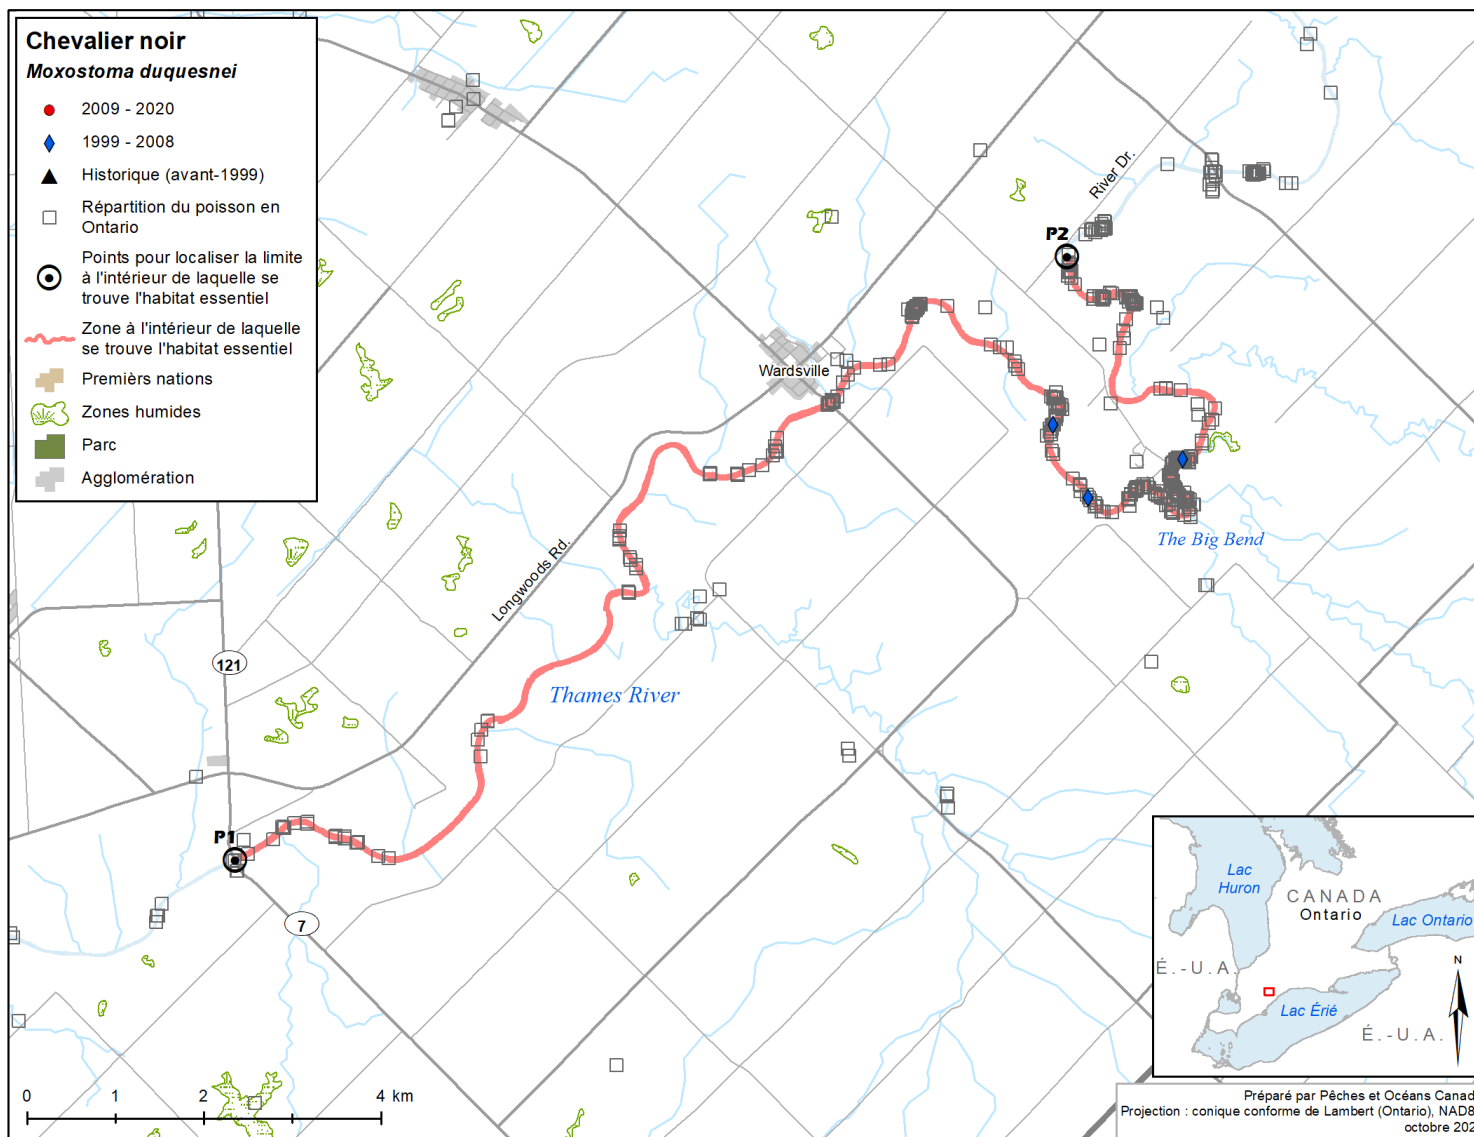 Chevalier noir
Moxostoma duquesnei
2009 - 2020
1999 - 2008
Historique (avant-1999)
Répartition du poisson en
Ontario
Points pour localiser la limite
à l'intérieur de laquelle se
trouve l'habitat essentiel
Zone à l'intérieur de laquelle
se trouve l'habitat essentiel
Premièrs nations
Zones humides
Parc
Agglomération
River Dr.
P2
Wardsville
The Big Bend
Longwoods Rd.
121
Thames River
P1
7
Lac
Huron
CANADA
Ontario
Lac Ontario
É.-U.A.
N
Lac Érié
É.-U.A.
0 1 2 4 km
Préparé par Pêches et Océans Canad
Projection : conique conforme de Lambert (Ontario), NAD8
octobre 202